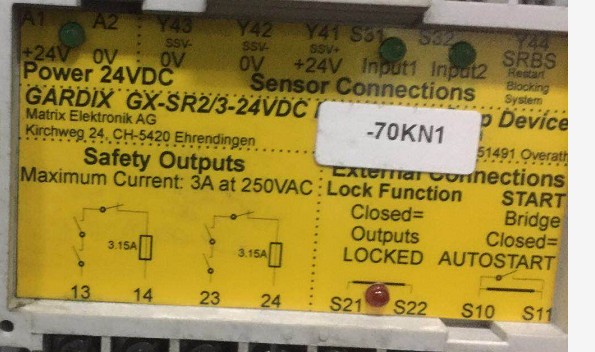 A1 A2 Y43 Y42 Y41 S31 S32 Y44
SSV- SSV- SSV+ SRBS
+24V 0V 0V 0V +24V Input1 Input2 Restart
Blocking
System
Power 24VDC Sensor Connections
GARDIX GX-SR2/3-24VDC p Device
Matrix Elektronik AG
Kirchweg 24, CH-5420 Ehrendingen 51491 Overath
-70KN1
Safety Outputs External Connections
Maximum Current: 3A at 250VAC Lock Function START
Closed= Bridge
Outputs Closed=
LOCKED AUTOSTART
3.15A 3.15A
13 14 23 24 S21 S22 S10 S11